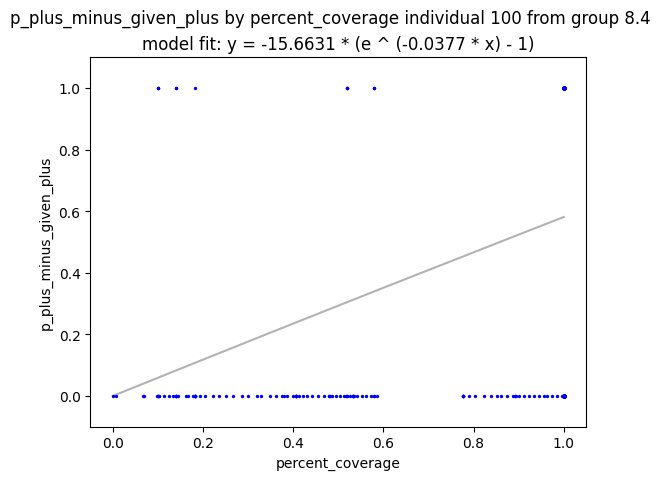 p_plus_minus_given_plus by percent_coverage individual 100 from group 8.4
model fit: y = -15.6631 * (e ^ (-0.0377 * x) - 1)
1.0
0.8
0.6
0.4
0.2
0.0
p_plus_minus_given_plus
0.0 0.2 0.4 0.6 0.8 1.0
percent_coverage